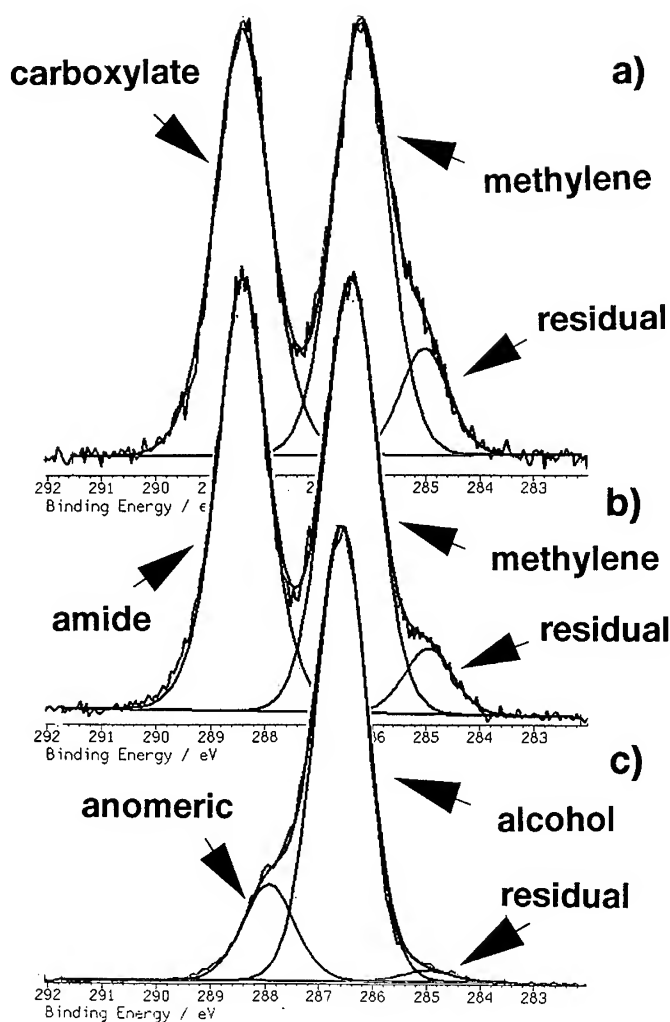 a)
carboxylate
methylene
residual
292 291 290 2 285 284 283
Binding Energy / e
b)
methylene
amide
residual
292 291 290 289 288 86 285 284 283
Binding Energy / eV
c)
anomeric
alcohol
residual
292 291 290 289 288 287 286 285 284 283
Binding Energy / eV